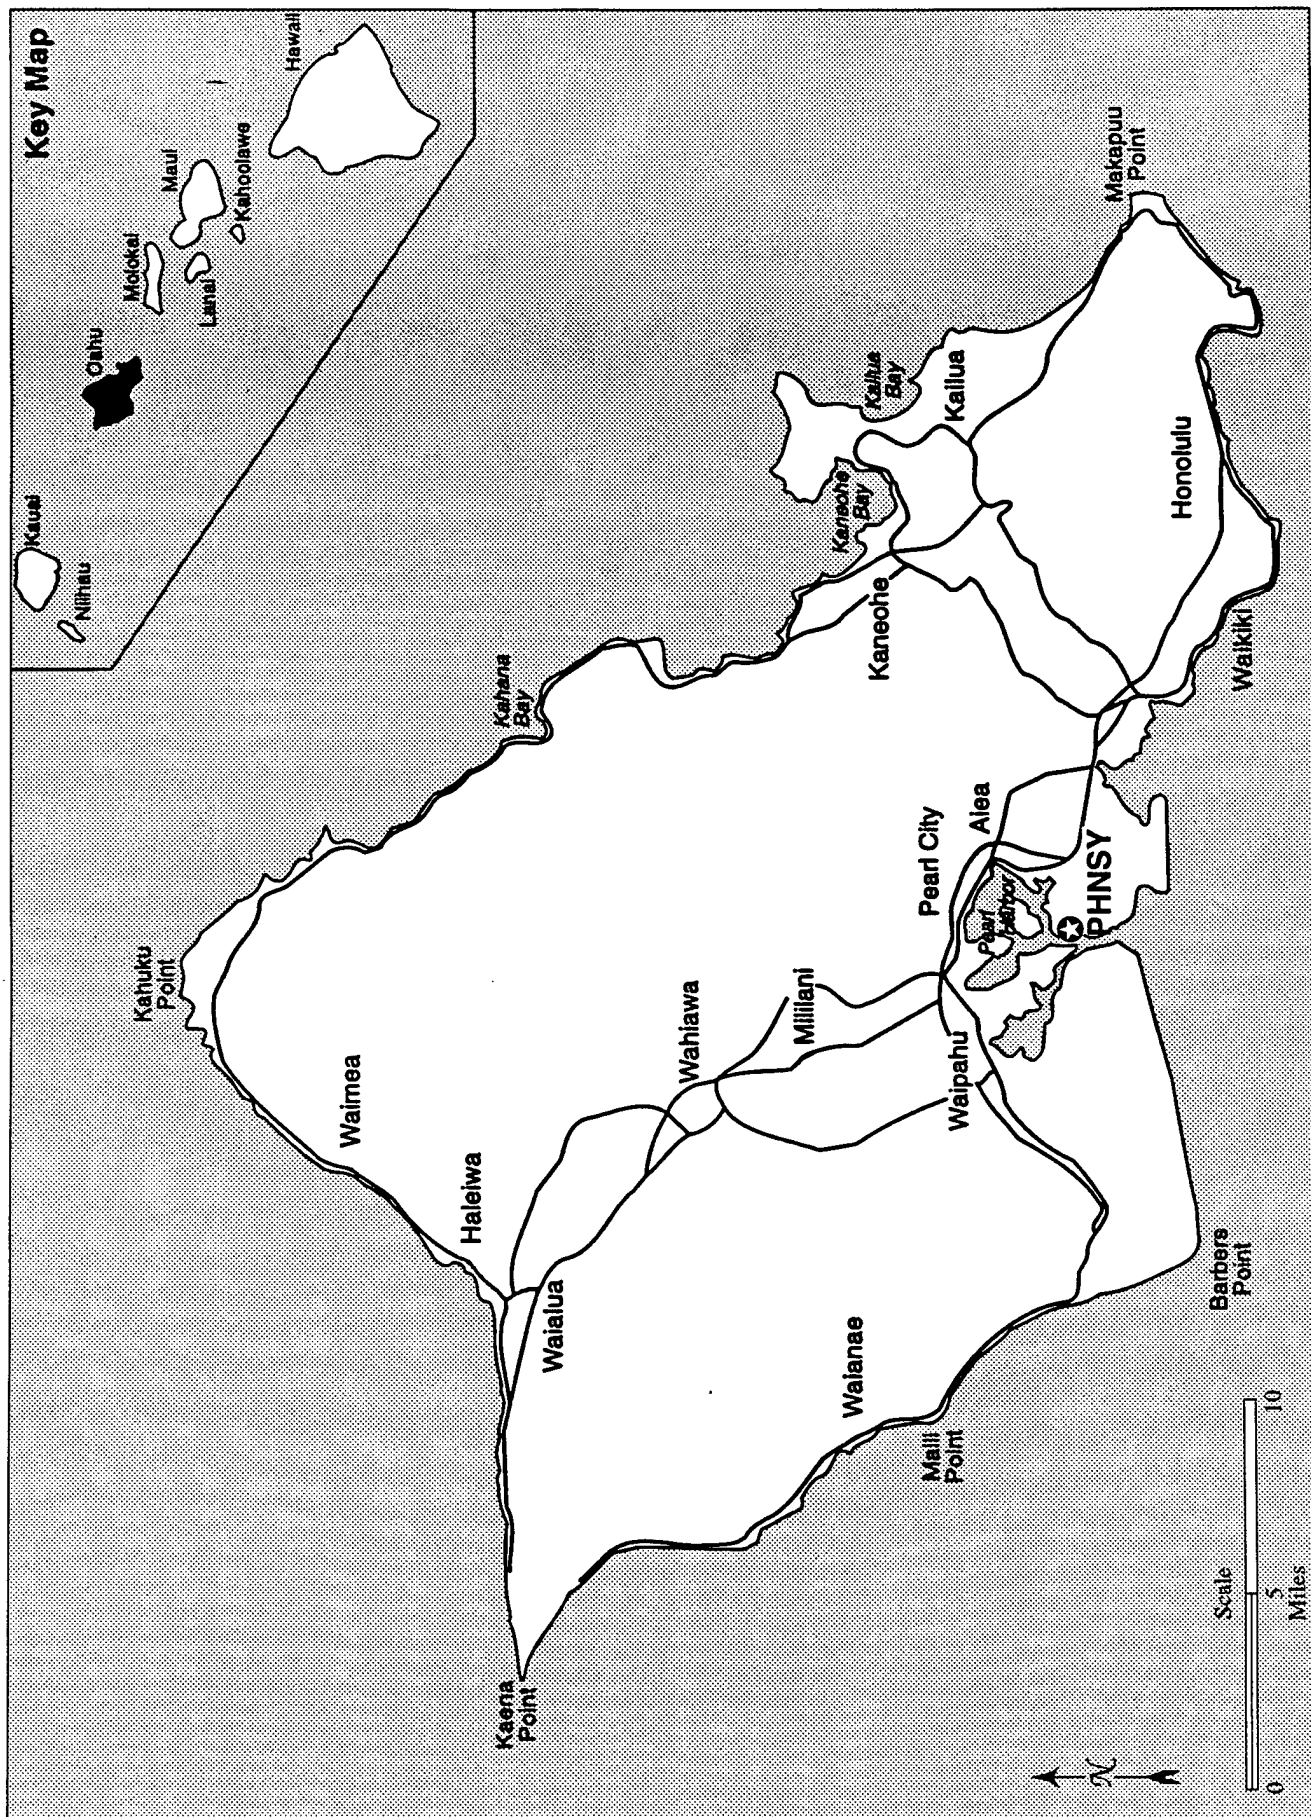 Key Map
Kauai
Niihau
Oahu
Molokai
Maui
Lanai
Kahoolawe
Hawaii
Kahuku
Point
Waimea
Haleiwa
Kahana
Bay
Kaena
Point
Waialua
Wahiawa
Mililani
Kaneohe
Bay
Kailua
Bay
Kaneohe
Kailua
Waianae
Maili
Point
Pearl City
Aiea
Waipahu
Pearl
Harbor
PHNSY
Makapuu
Point
Honolulu
Waikiki
Barbers
Point
N
Scale
0
5
10
Miles